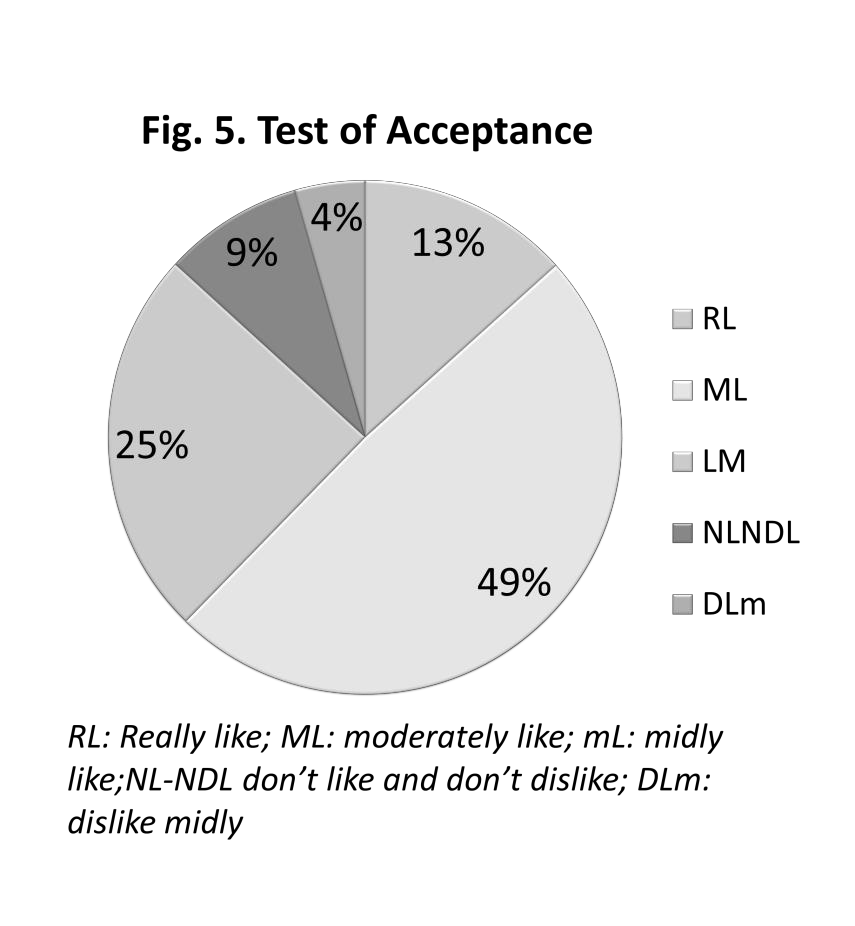 Fig. 5. Test of Acceptance
4%
13%
9%
25%
49%
RL
ML
LM
NLNDL
DLm
RL: Really like; ML: moderately like; mL: midly
like;NL-NDL don’t like and don’t dislike; DLm:
dislike midly